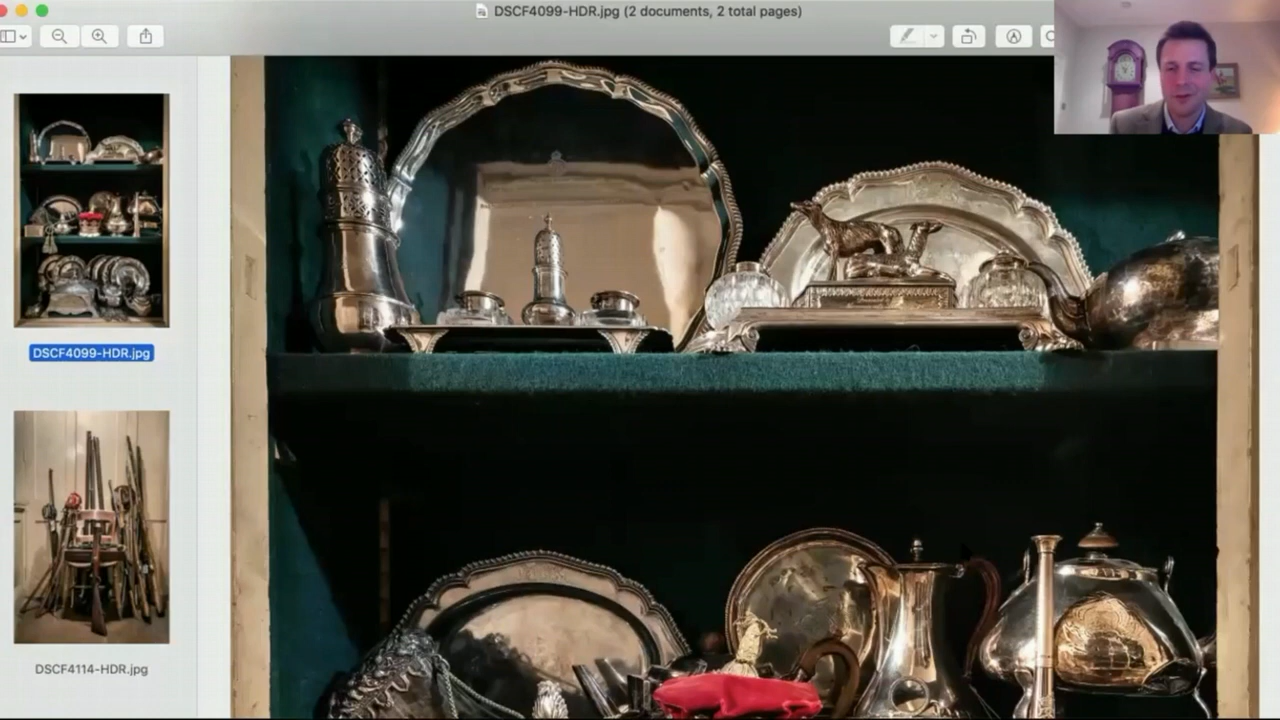 DSCF4099-HDR.jpg (2 documents, 2 total pages)
DSCF4099-HDR.jpg
DSCF4114-HDR.jpg